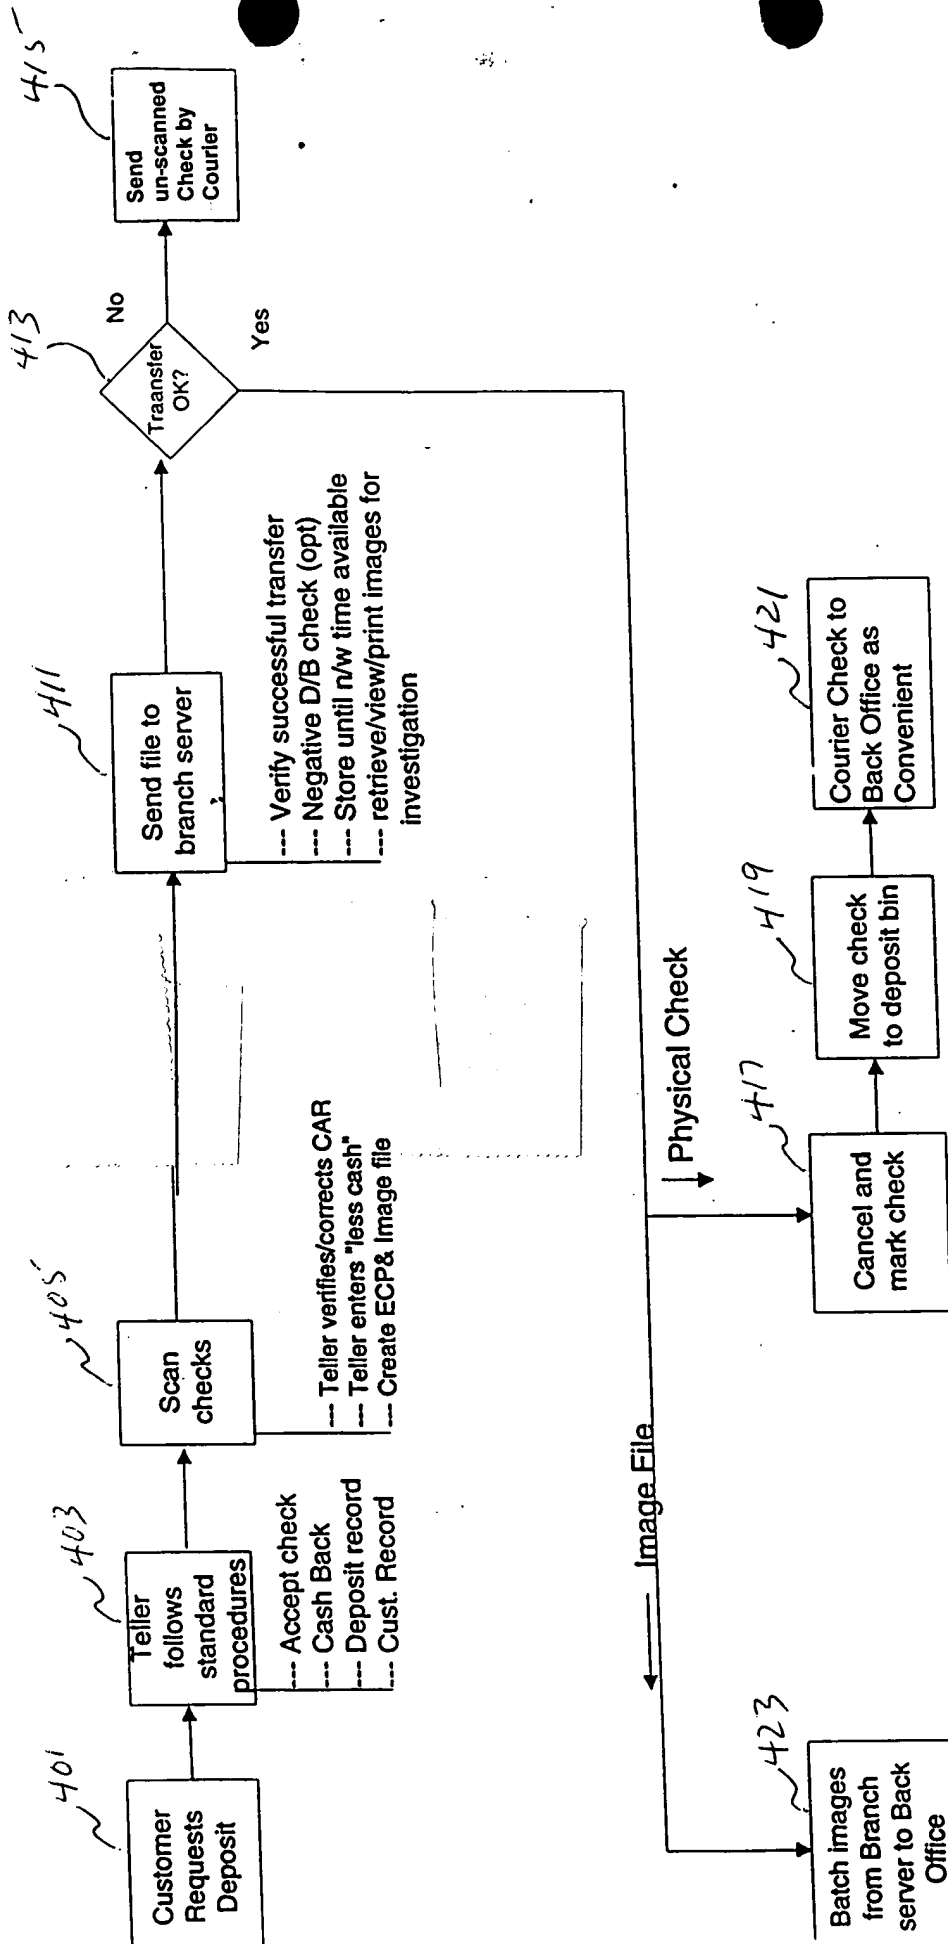 401
Customer
Requests
Deposit
403
Teller
follows
standard
procedures
--- Accept check
--- Cash Back
--- Deposit record
--- Cust. Record
405
Scan
checks
--- Teller verifies/corrects CAR
--- Teller enters "less cash"
--- Create ECP& Image file
411
Send file to
branch server
--- Verify successful transfer
--- Negative D/B check (opt)
--- Store until n/w time available
--- retrieve/view/print images for
investigation
413
Traansfer
OK?
No
Yes
415
Send
un-scanned
Check by
Courier
Image File
Physical Check
423
Batch images
from Branch
server to Back
Office
417
Cancel and
mark check
419
Move check
to deposit bin
421
Courier Check to
Back Office as
Convenient